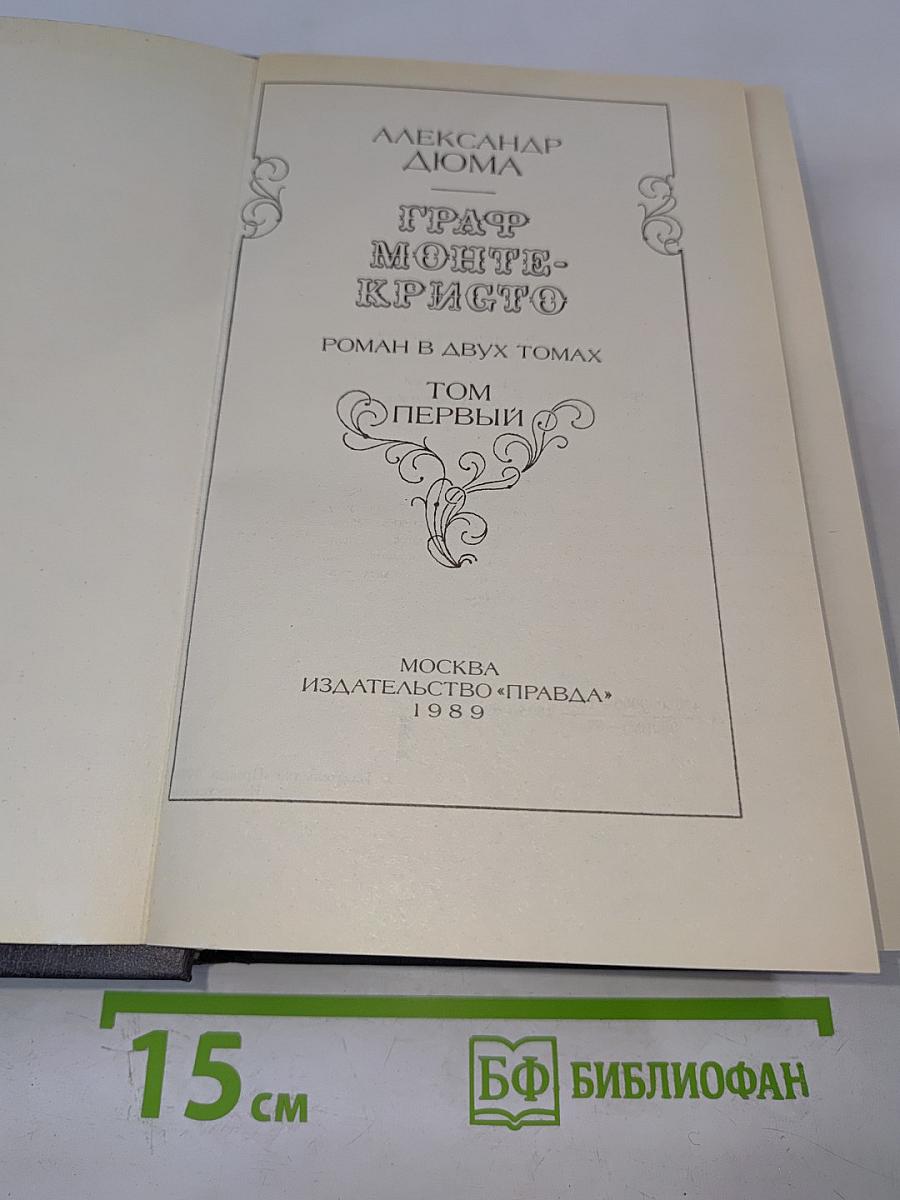 АЛЕКСАНДР
ДЮМА
ГРАФ
МОНТЕ-
КРИСТО
РОМАН В ДВУХ ТОМАХ
ТОМ
ПЕРВЫЙ
МОСКВА
ИЗДАТЕЛЬСТВО «ПРАВДА»
1989
15 см
БФ БИБЛИОФАН